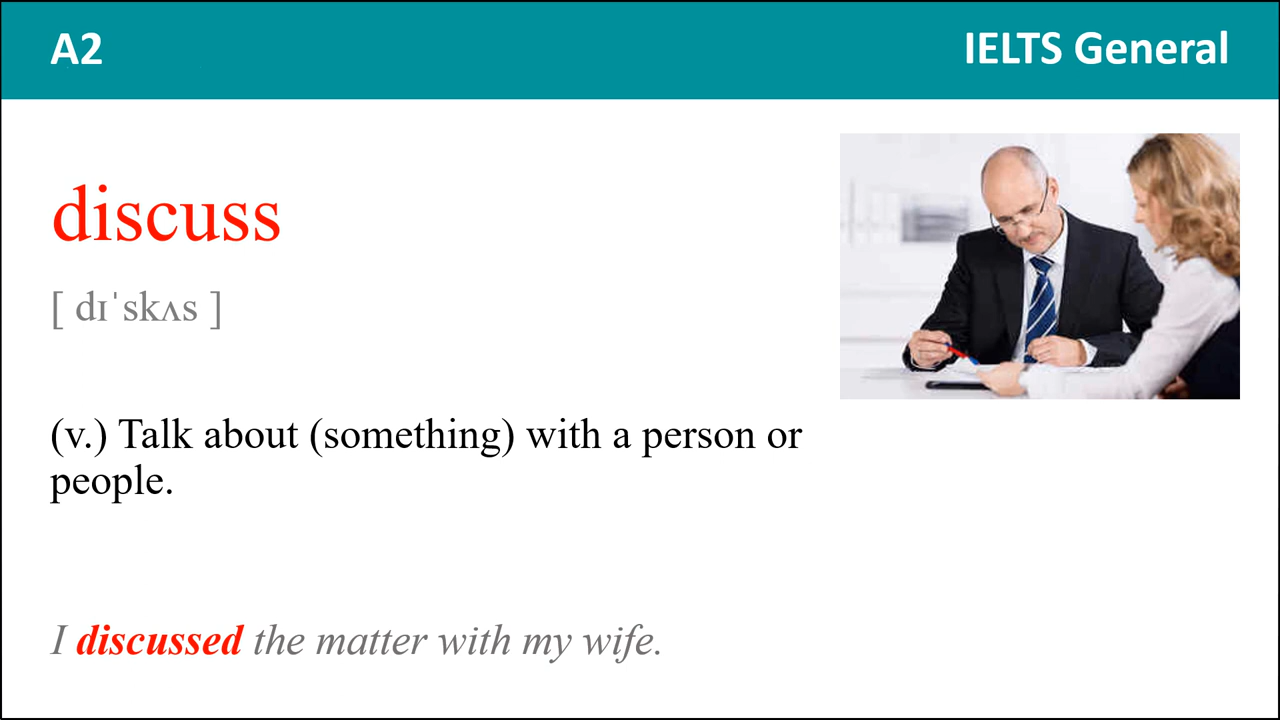 A2
IELTS General
discuss
[ dɪˈskʌs ]
(v.) Talk about (something) with a person or
people.
I discussed the matter with my wife.